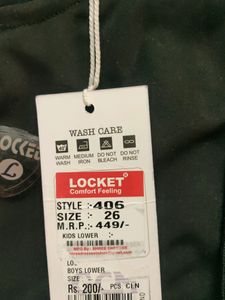 WASH CARE
WARM WASH
MEDIUM IRON
DO NOT BLEACH
DO NOT RINSE
LOCKET
LOCKET
Comfort Feeling
STYLE :- 406
SIZE :- 26
M.R.P.:- 449/-
KIDS LOWER
BOYS LOWER
SIZE:
Rs. 200/- PCS